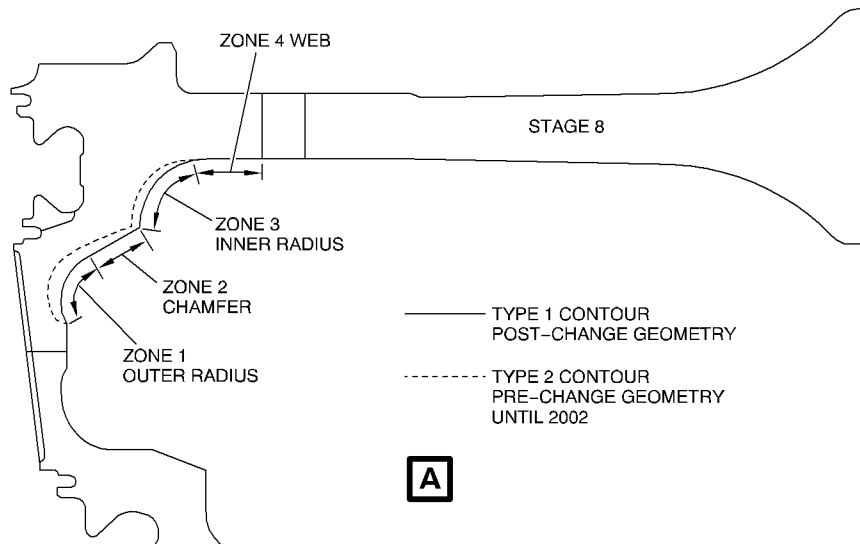 ZONE 4 WEB
STAGE 8
ZONE 3
INNER RADIUS
ZONE 2
CHAMFER
ZONE 1
OUTER RADIUS
TYPE 1 CONTOUR
POST-CHANGE GEOMETRY
TYPE 2 CONTOUR
PRE-CHANGE GEOMETRY
UNTIL 2002
A